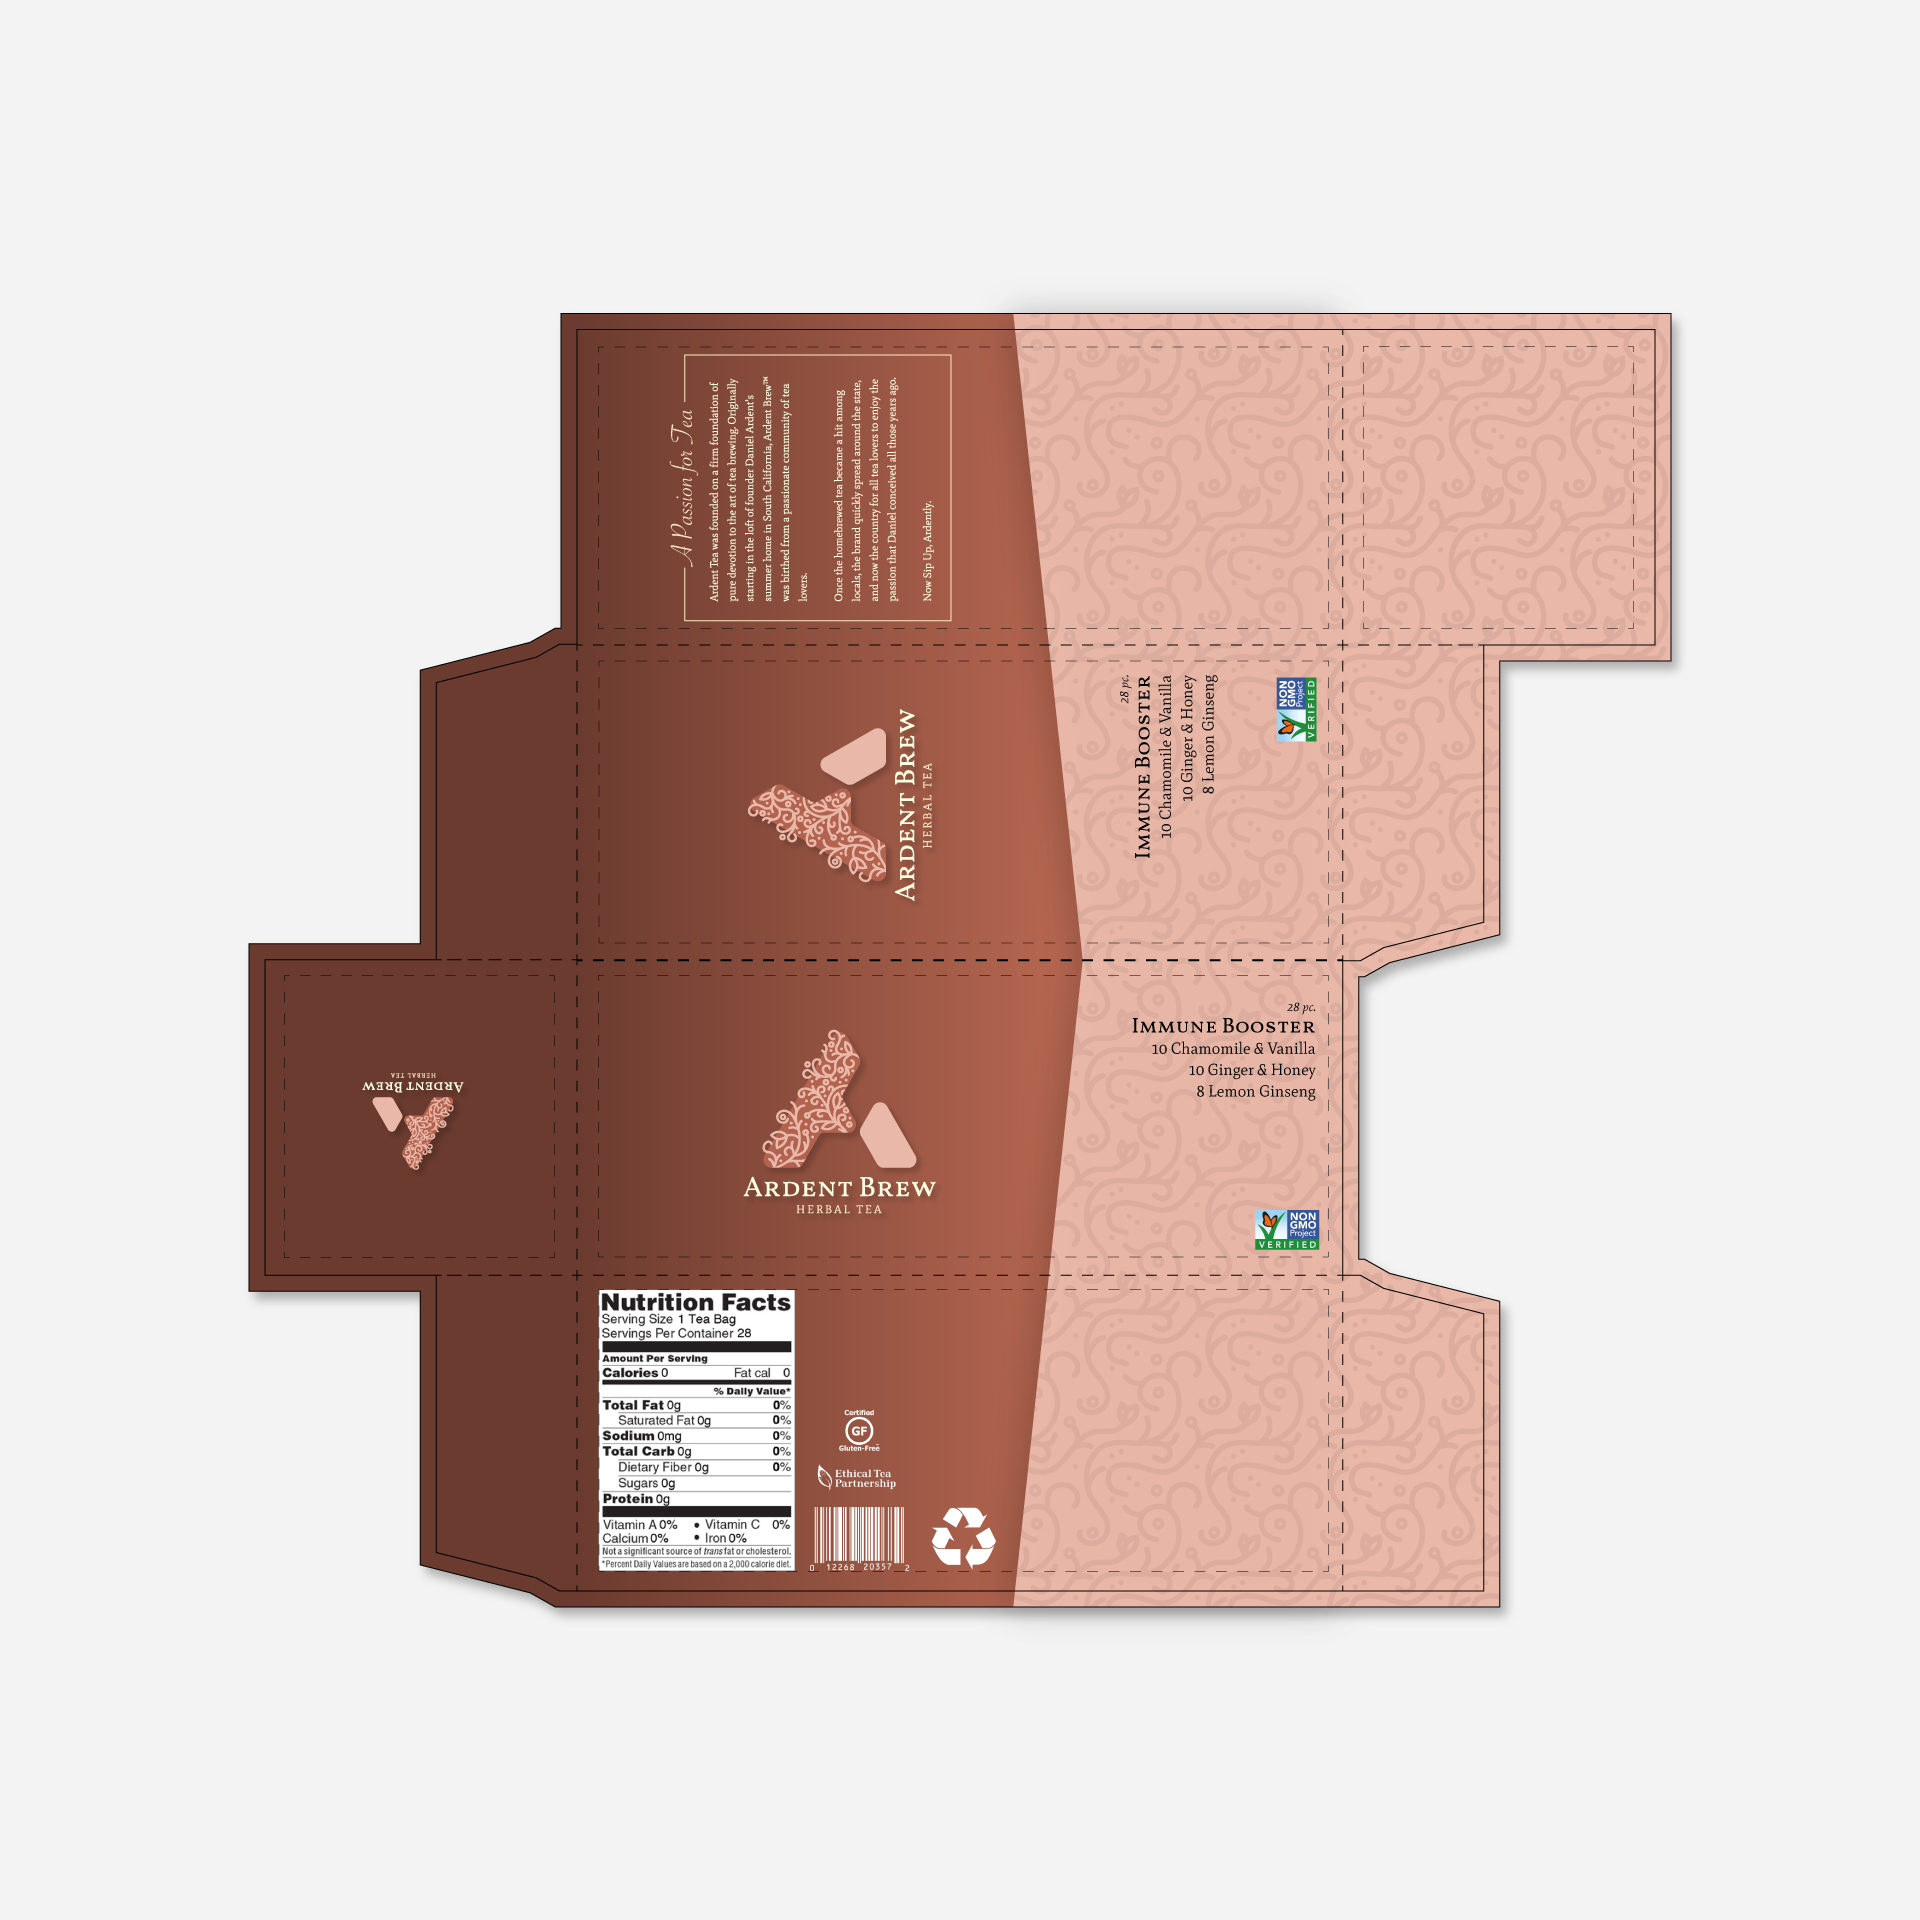 A Passion for Tea
Ardent Tea was founded on a firm foundation of
pure devotion to the art of tea brewing. Originally
starting in the loft of founder Daniel Ardent's
summer home in South California, Ardent Brew™
was birthed from a passionate community of tea
lovers.
Once the homebrewed tea became a hit among
locals, the brand quickly spread around the state,
and now the country for all tea lovers to enjoy the
passion that Daniel conceived all those years ago.
Now Sip Up, Ardently.
ARDENT BREW
HERBAL TEA
28 pc.
IMMUNE BOOSTER
10 Chamomile & Vanilla
10 Ginger & Honey
8 Lemon Ginseng
NON
GMO
Project
VERIFIED
ARDENT BREW
HERBAL TEA
ARDENT BREW
HERBAL TEA
28 pc.
IMMUNE BOOSTER
10 Chamomile & Vanilla
10 Ginger & Honey
8 Lemon Ginseng
NON
GMO
Project
VERIFIED
Nutrition Facts
Serving Size 1 Tea Bag
Servings Per Container 28
Amount Per Serving
Calories 0 Fat cal 0
% Daily Value*
Total Fat 0g 0%
Saturated Fat 0g 0%
Sodium 0mg 0%
Total Carb 0g 0%
Dietary Fiber 0g 0%
Sugars 0g
Protein 0g
Vitamin A 0% • Vitamin C 0%
Calcium 0% • Iron 0%
Not a significant source of trans fat or cholesterol.
*Percent Daily Values are based on a 2,000 calorie diet.
Certified
GF
Gluten-Free
Ethical Tea
Partnership
0 12268 20357 2